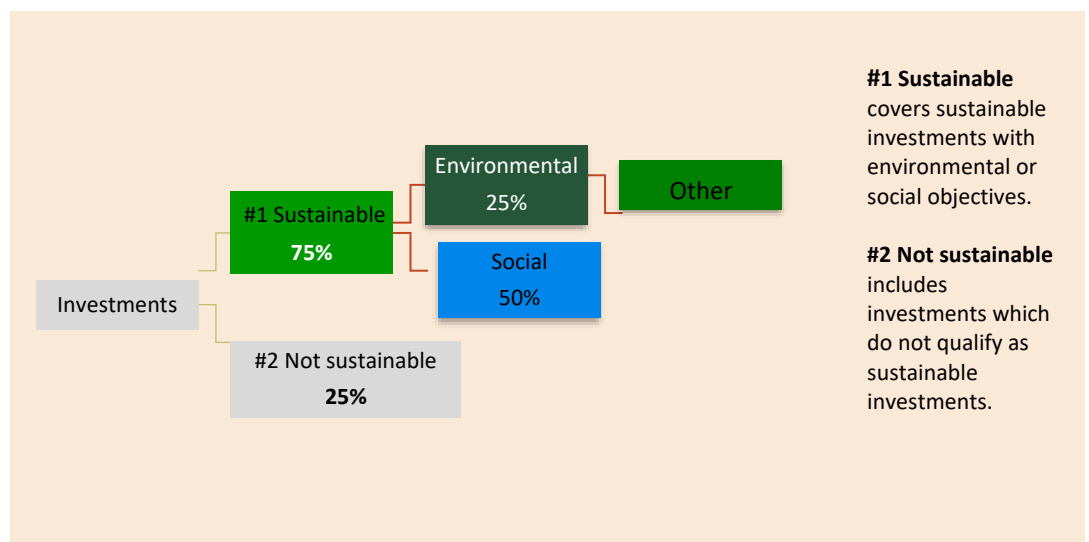 Investments
#1 Sustainable
75%
Environmental
25%
Other
Social
50%
#2 Not sustainable
25%
#1 Sustainable
covers sustainable
investments with
environmental or
social objectives.
#2 Not sustainable
includes
investments which
do not qualify as
sustainable
investments.